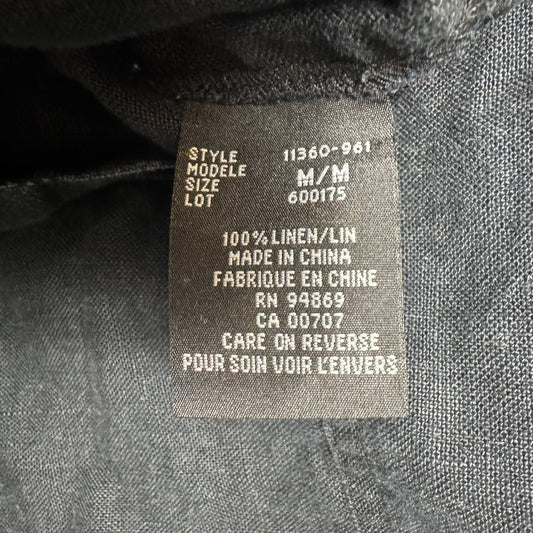 STYLE 11360-961
MODELE M/M
SIZE 600175
LOT
100% LINEN/LIN
MADE IN CHINA
FABRIQUE EN CHINE
RN 94869
CA 00707
CARE ON REVERSE
POUR SOIN VOIR L'ENVERS